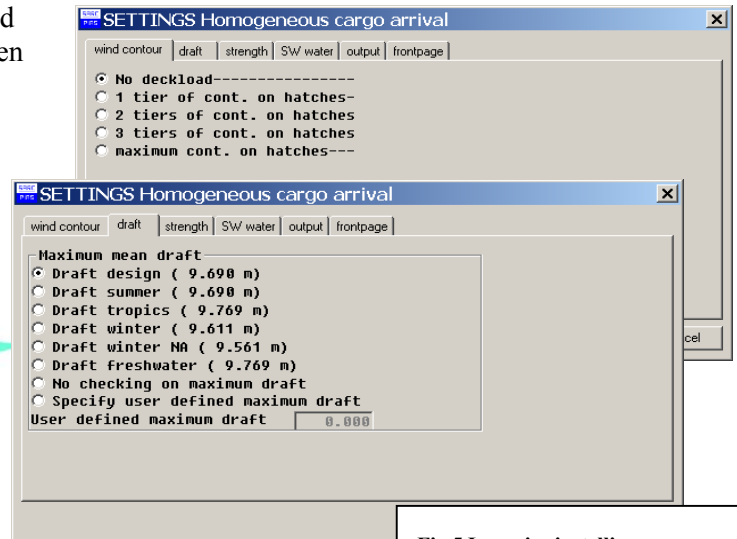 SETTINGS Homogeneous cargo arrival
wind contour draft strength SW water output frontpage
No deckload----------------
1 tier of cont. on hatches-
2 tiers of cont. on hatches
3 tiers of cont. on hatches
maximum cont. on hatches---
SETTINGS Homogeneous cargo arrival
wind contour draft strength SW water output frontpage
Maximum mean draft
Draft design ( 9.690 m)
Draft summer ( 9.690 m)
Draft tropics ( 9.769 m)
Draft winter ( 9.611 m)
Draft winter NA ( 9.561 m)
Draft freshwater ( 9.769 m)
No checking on maximum draft
Specify user defined maximum draft
User defined maximum draft 0.000